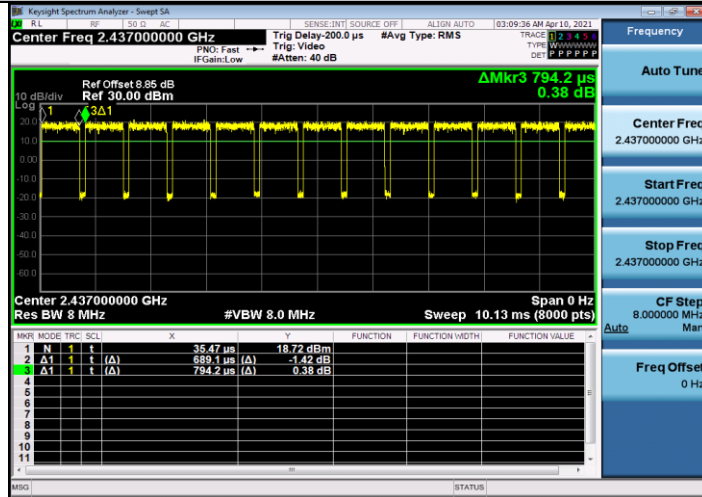 Keysight Spectrum Analyzer - Swept SA
RL RF 50 Ω AC SENSE:INT SOURCE OFF ALIGN AUTO 03:09:36 AM Apr 10, 2021
Center Freq 2.437000000 GHz
PNO: Fast
IFGain:Low
Trig Delay-200.0 µs #Avg Type: RMS
Trig: Video
#Atten: 40 dB
TRACE 1 2 3 4 5 6
TYPE WWWWWW
DET P P P P P P
ΔMkr3 794.2 µs
0.38 dB
Ref Offset 8.85 dB
10 dB/div Ref 30.00 dBm
Log
1
3Δ1
20.0
10.0
0.00
-10.0
-20.0
-30.0
-40.0
-50.0
-60.0
Center 2.437000000 GHz Span 0 Hz
Res BW 8 MHz #VBW 8.0 MHz Sweep 10.13 ms (8000 pts)
MKR MODE TRC SCL X Y FUNCTION FUNCTION WIDTH FUNCTION VALUE
1 N 1 t 35.47 µs 18.72 dBm
2 Δ1 1 t (Δ) 689.1 µs (Δ) -1.42 dB
3 Δ1 1 t (Δ) 794.2 µs (Δ) 0.38 dB
4
5
6
7
8
9
10
11
MSG STATUS
Frequency
Auto Tune
Center Freq
2.437000000 GHz
Start Freq
2.437000000 GHz
Stop Freq
2.437000000 GHz
CF Step
8.000000 MHz
Auto Man
Freq Offset
0 Hz